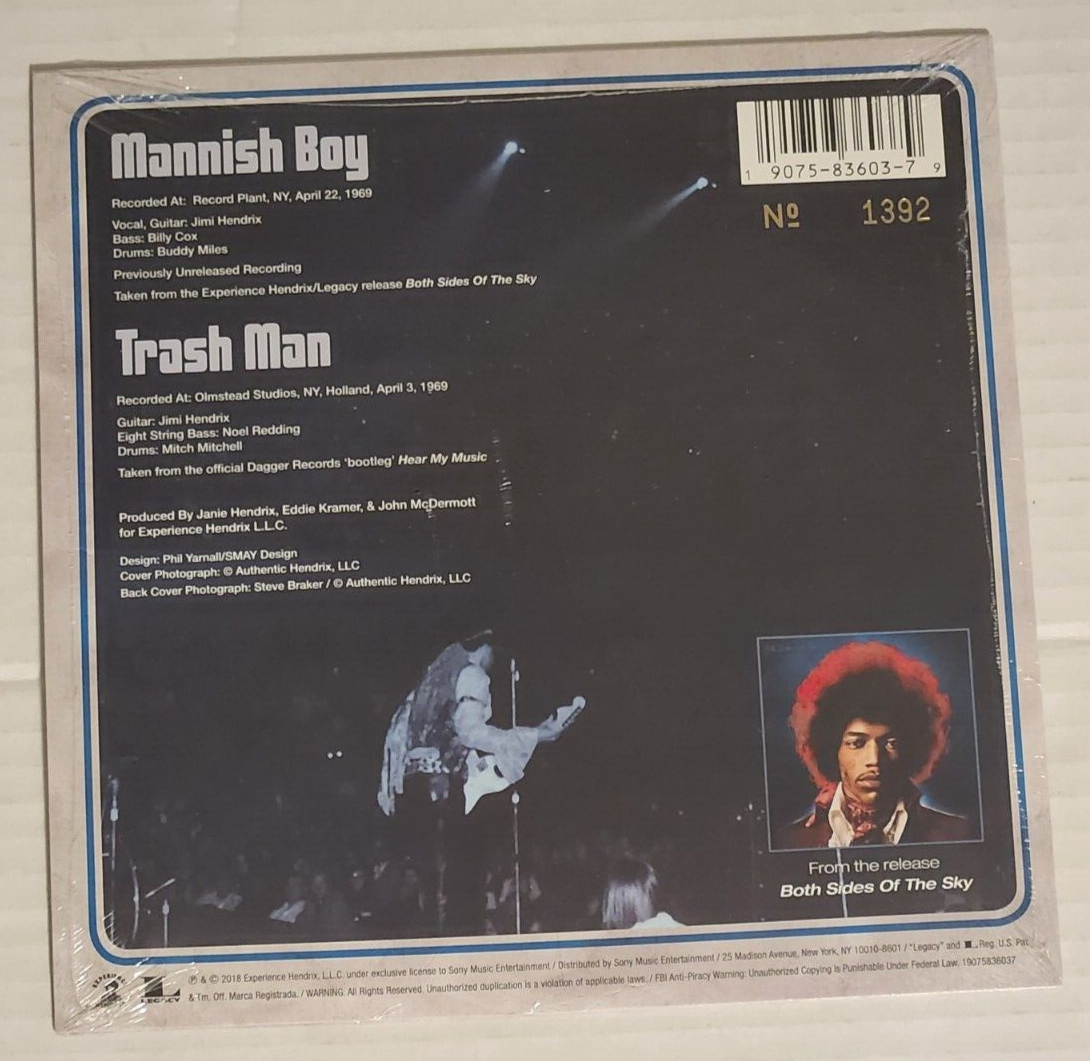 Mannish Boy
Recorded At: Record Plant, NY, April 22, 1969
Vocal, Guitar: Jimi Hendrix
Bass: Billy Cox
Drums: Buddy Miles
Previously Unreleased Recording
Taken from the Experience Hendrix/Legacy release Both Sides Of The Sky
1 9075-83603-7 9
Nº 1392
Trash Man
Recorded At: Olmstead Studios, NY, Holland, April 3, 1969
Guitar: Jimi Hendrix
Eight String Bass: Noel Redding
Drums: Mitch Mitchell
Taken from the official Dagger Records ‘bootleg’ Hear My Music
Produced By Janie Hendrix, Eddie Kramer, & John McDermott
for Experience Hendrix L.L.C.
Design: Phil Yarnall/SMAY Design
Cover Photograph: © Authentic Hendrix, LLC
Back Cover Photograph: Steve Braker / © Authentic Hendrix, LLC
From the release
Both Sides Of The Sky
LEGACY
℗ & © 2018 Experience Hendrix, L.L.C. under exclusive license to Sony Music Entertainment / Distributed by Sony Music Entertainment / 25 Madison Avenue, New York, NY 10010-8601 / "Legacy" and L Reg. U.S. Pat.
& Tm. Off. Marca Registrada. / WARNING: All Rights Reserved. Unauthorized duplication is a violation of applicable laws. / FBI Anti-Piracy Warning: Unauthorized Copying Is Punishable Under Federal Law. 19075836037